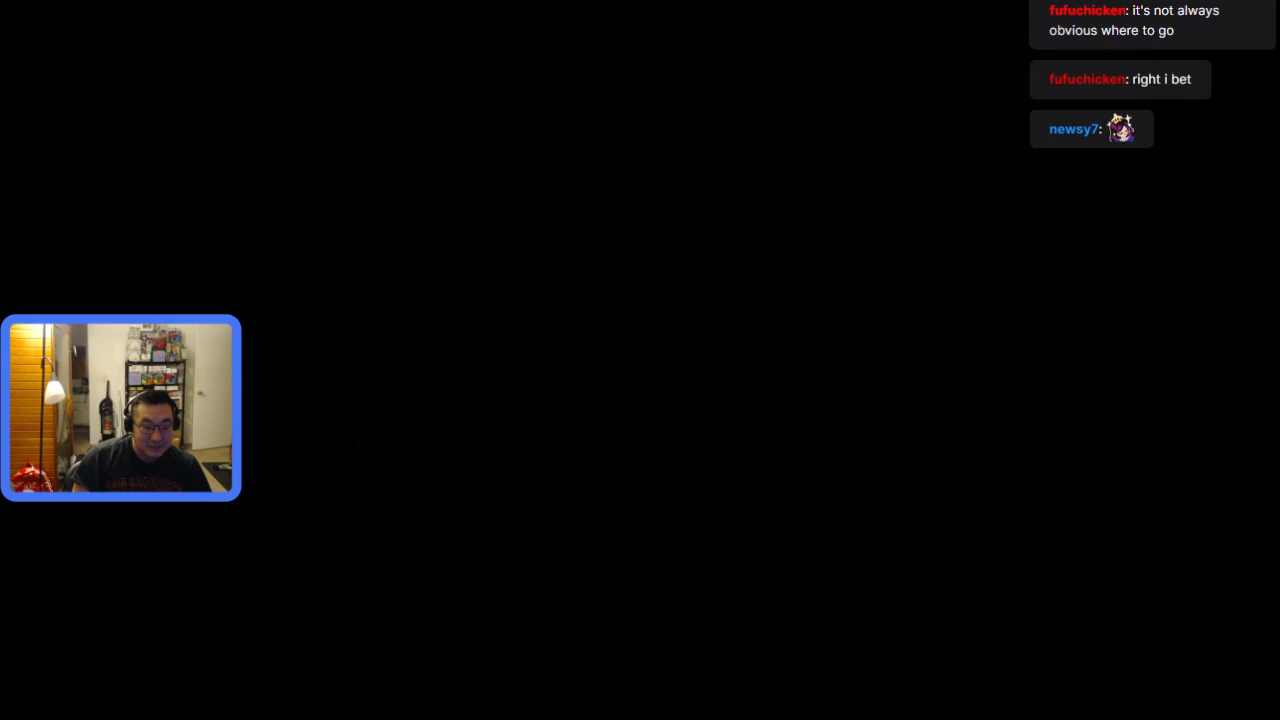 fufuchicken: it's not always
obvious where to go
fufuchicken: right i bet
newsy7: